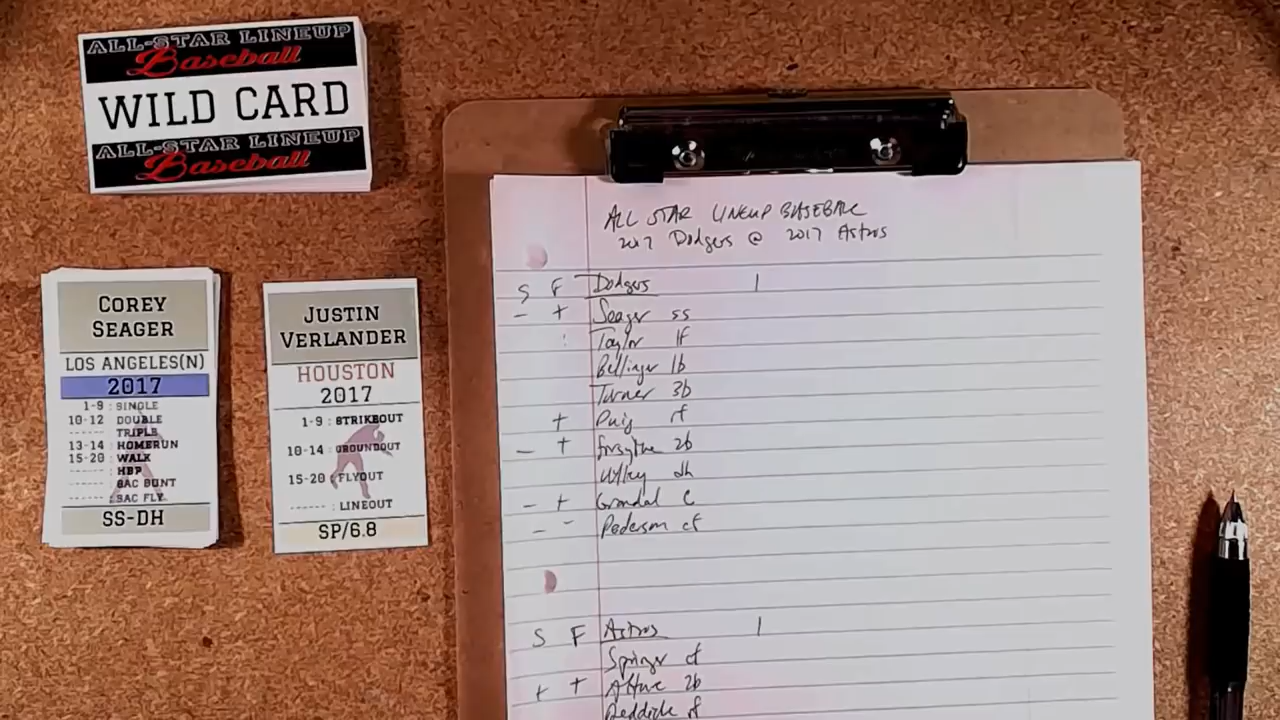 ALL-STAR LINEUP
Baseball
WILD CARD
ALL-STAR LINEUP
Baseball
COREY
SEAGER
LOS ANGELES(N)
2017
1-9 : SINGLE
10-12 DOUBLE
------ TRIPLE
13-14 : HOMERUN
15-20 : WALK
------ : HBP
------ : SAC BUNT
------ : SAC FLY
SS-DH
JUSTIN
VERLANDER
HOUSTON
2017
1-9 : STRIKEOUT
10-14 : GROUNDOUT
15-20 : FLYOUT
------ : LINEOUT
SP/6.8
ALL STAR LINEUP BASEBALL
2017 Dodgers @ 2017 Astros
S F Dodgers 1
- + Seager ss
Taylor lf
Bellinger 1b
Turner 3b
+ Puig rf
- + Forsythe 2b
Utley dh
- + Grandal c
- - Pederson cf
S F Astros 1
Springer cf
+ + Altuve 2b
Reddick rf